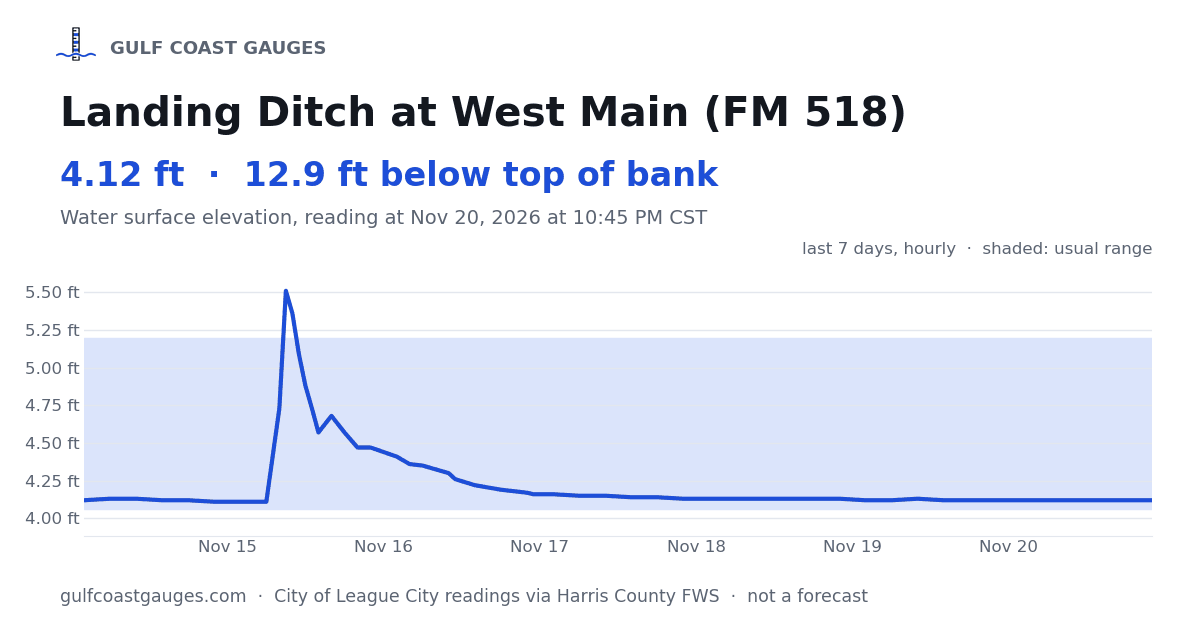 GULF COAST GAUGES
Landing Ditch at West Main (FM 518)
4.12 ft · 12.9 ft below top of bank
Water surface elevation, reading at Nov 20, 2026 at 10:45 PM CST
last 7 days, hourly · shaded: usual range
5.50 ft
5.25 ft
5.00 ft
4.75 ft
4.50 ft
4.25 ft
4.00 ft
Nov 15 Nov 16 Nov 17 Nov 18 Nov 19 Nov 20
gulfcoastgauges.com · City of League City readings via Harris County FWS · not a forecast